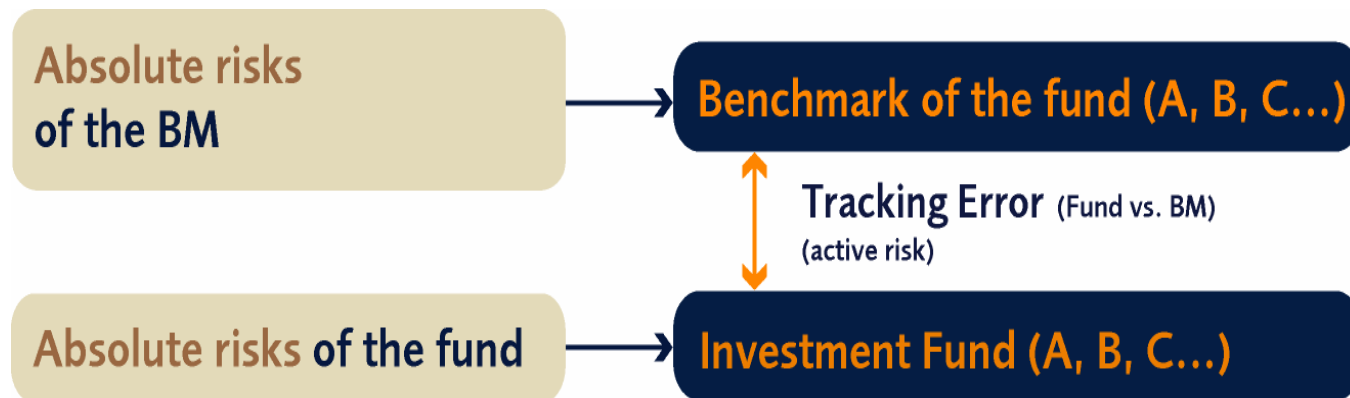 Absolute risks
of the BM
Benchmark of the fund (A, B, C...)
Tracking Error (Fund vs. BM)
(active risk)
Absolute risks of the fund
Investment Fund (A, B, C...)